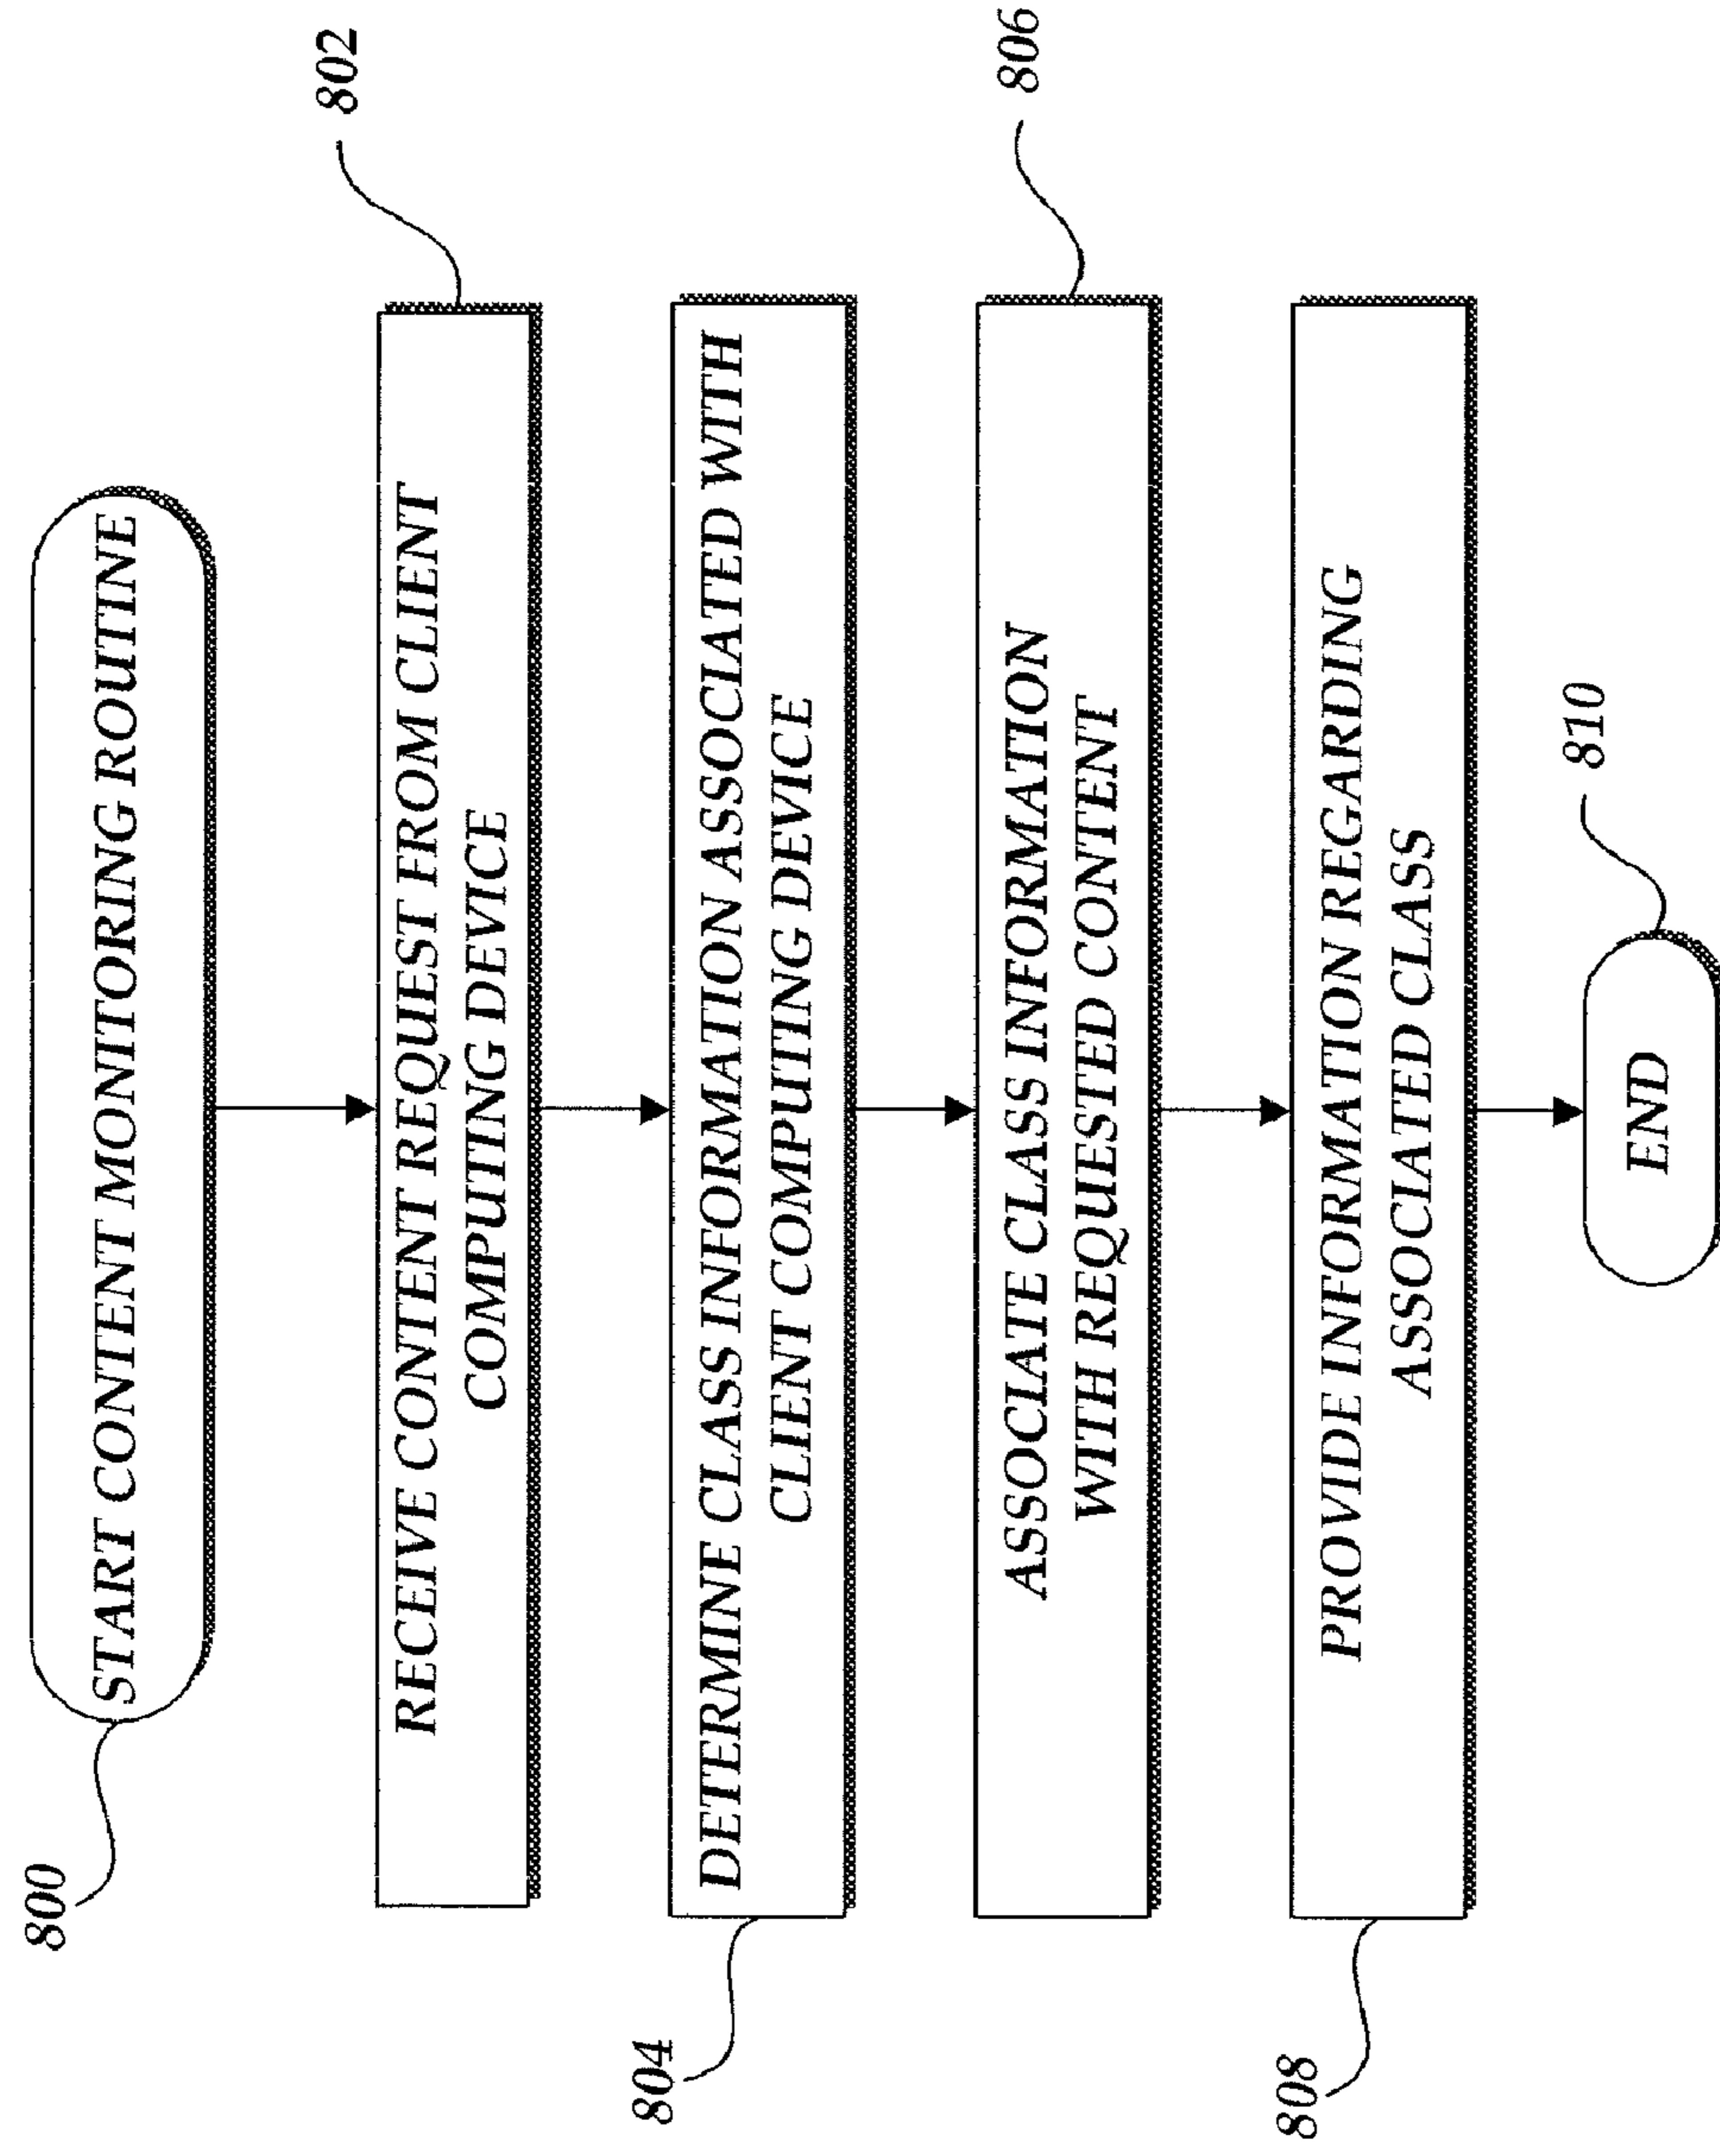 800
START CONTENT MONITORING ROUTINE
802
RECEIVE CONTENT REQUEST FROM CLIENT
COMPUTING DEVICE
804
DETERMINE CLASS INFORMATION ASSOCIATED WITH
CLIENT COMPUTING DEVICE
806
ASSOCIATE CLASS INFORMATION
WITH REQUESTED CONTENT
808
PROVIDE INFORMATION REGARDING
ASSOCIATED CLASS
810
END